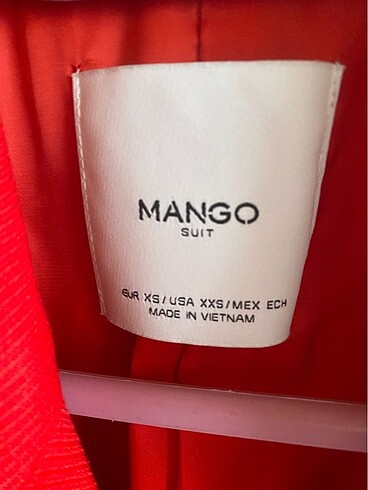 MANGO
SUIT
EUR XS/USA XXS/MEX ECH
MADE IN VIETNAM